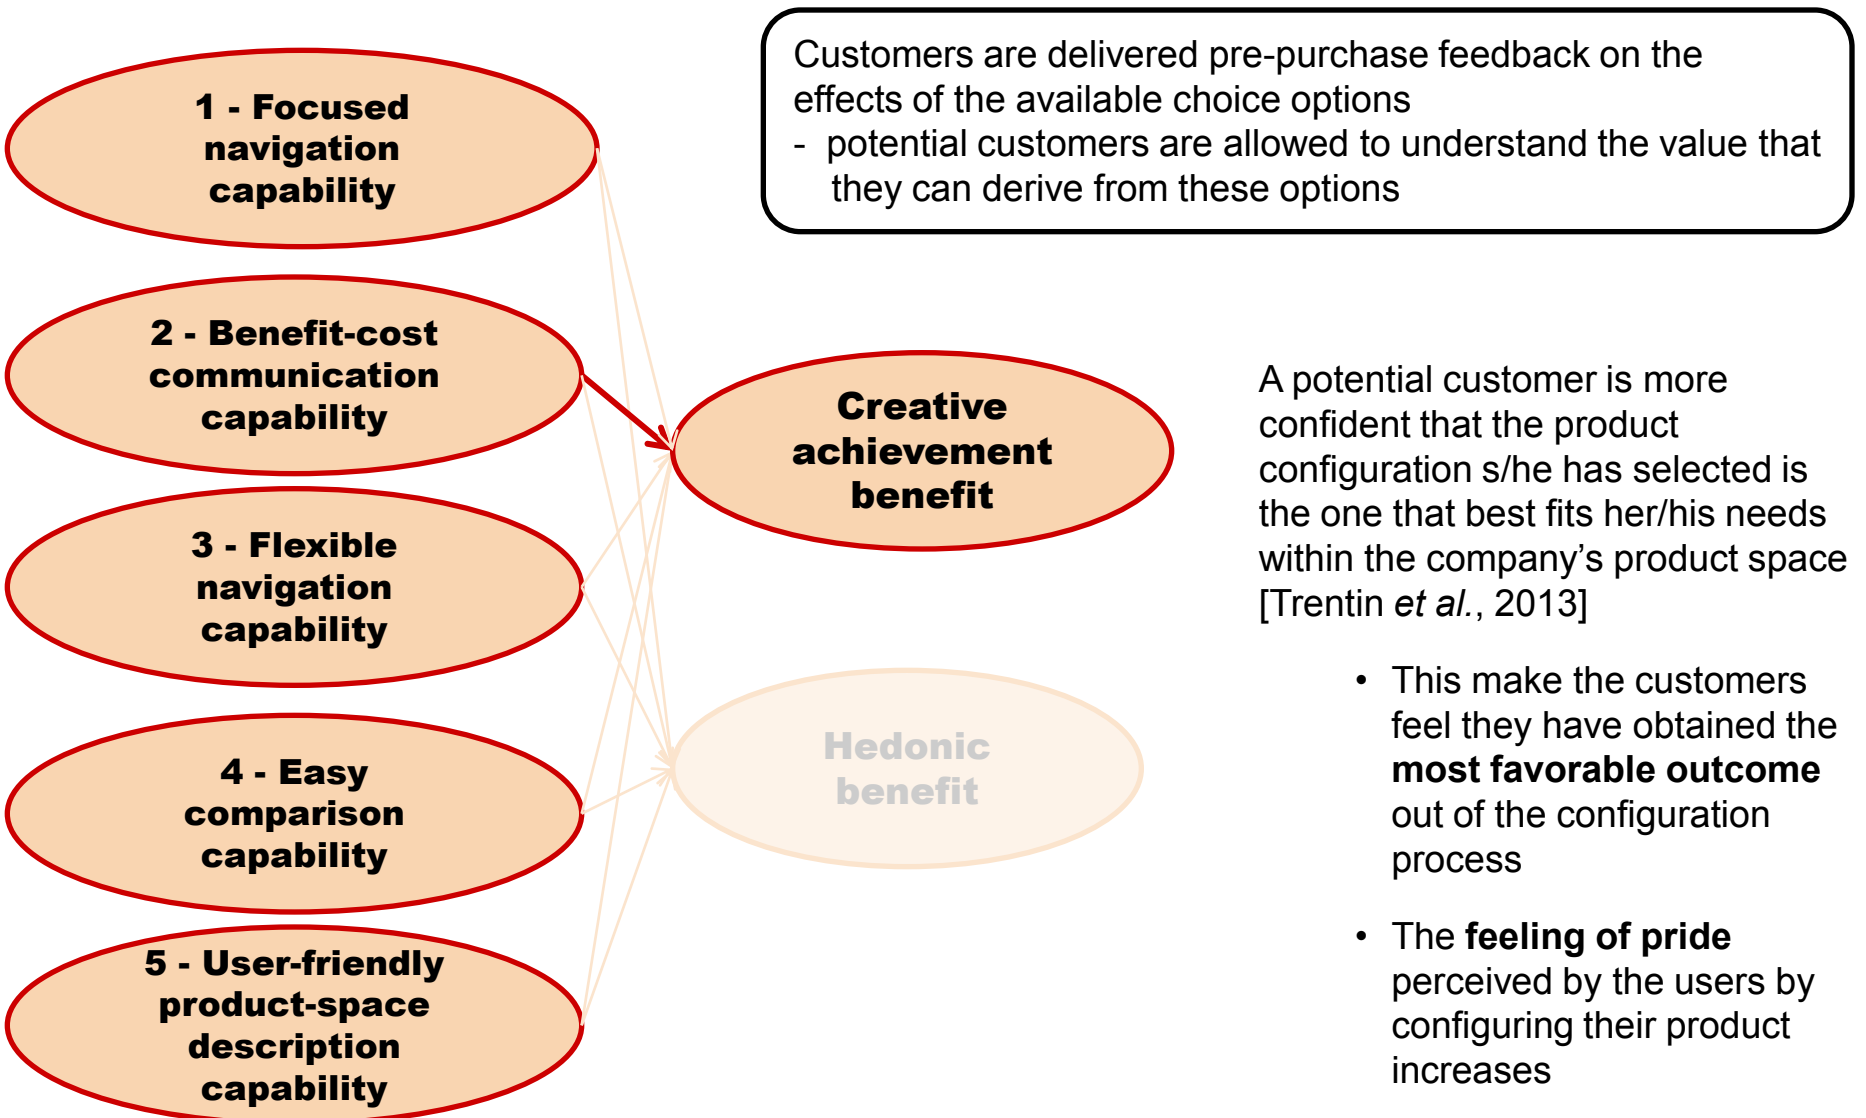 Customers are delivered pre-purchase feedback on the
effects of the available choice options
- potential customers are allowed to understand the value that
they can derive from these options
1 - Focused
navigation
capability
2 - Benefit-cost
communication
capability
3 - Flexible
navigation
capability
4 - Easy
comparison
capability
5 - User-friendly
product-space
description
capability
Creative
achievement
benefit
Hedonic
benefit
A potential customer is more
confident that the product
configuration s/he has selected is
the one that best fits her/his needs
within the company’s product space
[Trentin et al., 2013]
• This make the customers
feel they have obtained the
most favorable outcome
out of the configuration
process
• The feeling of pride
perceived by the users by
configuring their product
increases